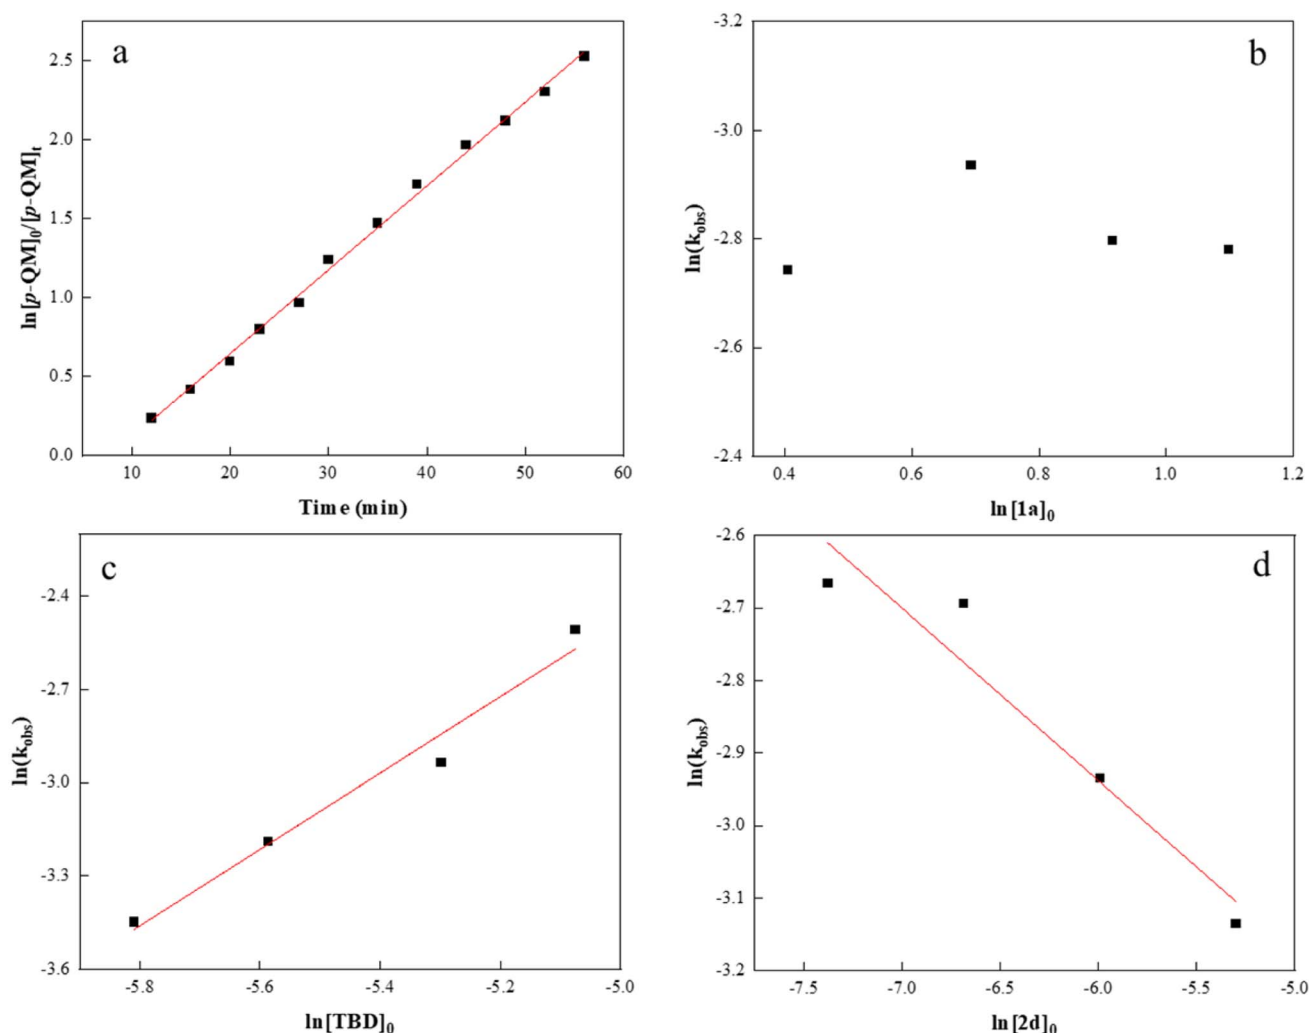 a
ln[p-QM]₀/[p-QM]ₜ
2.5
2.0
1.5
1.0
0.5
0.0
10 20 30 40 50 60
Time (min)
b
ln(k_obs)
-3.2
-3.0
-2.8
-2.6
-2.4
0.4 0.6 0.8 1.0 1.2
ln[1a]₀
c
ln(k_obs)
-2.4
-2.7
-3.0
-3.3
-3.6
-5.8 -5.6 -5.4 -5.2 -5.0
ln[TBD]₀
d
ln(k_obs)
-2.6
-2.7
-2.8
-2.9
-3.0
-3.1
-3.2
-7.5 -7.0 -6.5 -6.0 -5.5 -5.0
ln[2d]₀